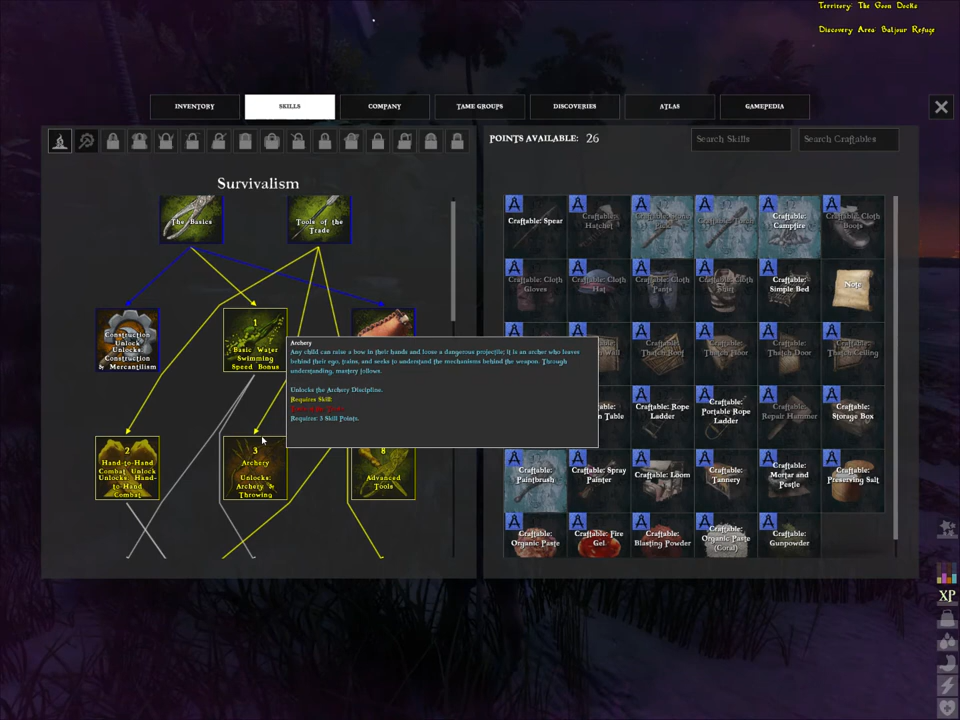 Territory: The Goon Docks
Discovery Area: Baljour Refuge
INVENTORY
SKILLS
COMPANY
TAME GROUPS
DISCOVERIES
ATLAS
GAMEPEDIA
POINTS AVAILABLE: 26
Search Skills
Search Craftables
Survivalism
The Basics
Tools of the
Trade
Construction
Unlock
Unlocks:
Construction
& Mercantilism
1
Basic Water
Swimming
Speed Bonus
Archery
Any child can raise a bow in their hands and loose a dangerous projectile; it is an archer who leaves
behind their ego, trains, and seeks to understand the mechanisms behind the weapon. Through
understanding, mastery follows.
Unlocks the Archery Discipline.
Requires Skill:
Requires: 3 Skill Points.
2
Hand-to-Hand
Combat Unlock
Unlocks: Hand-
to-Hand
Combat
3
Archery
Unlocks:
Archery &
Throwing
8
Advanced
Tools
Craftable: Spear
Craftable:
Hatchet
Craftable: Stone
Pick
Craftable: Torch
Craftable:
Campfire
Craftable: Cloth
Boots
Craftable: Cloth
Gloves
Craftable: Cloth
Hat
Craftable: Cloth
Pants
Craftable: Cloth
Shirt
Craftable:
Simple Bed
Note
Wall
Craftable:
Thatch Roof
Craftable:
Thatch Floor
Craftable:
Thatch Door
Craftable:
Thatch Ceiling
Table
Craftable: Rope
Ladder
Craftable:
Portable Rope
Ladder
Craftable:
Repair Hammer
Craftable:
Storage Box
Craftable:
Paintbrush
Craftable: Spray
Painter
Craftable: Loom
Craftable:
Tannery
Craftable:
Mortar and
Pestle
Craftable:
Preserving Salt
Craftable:
Organic Paste
Craftable: Fire
Gel
Craftable:
Blasting Powder
Craftable:
Organic Paste
(Coral)
Craftable:
Gunpowder
XP